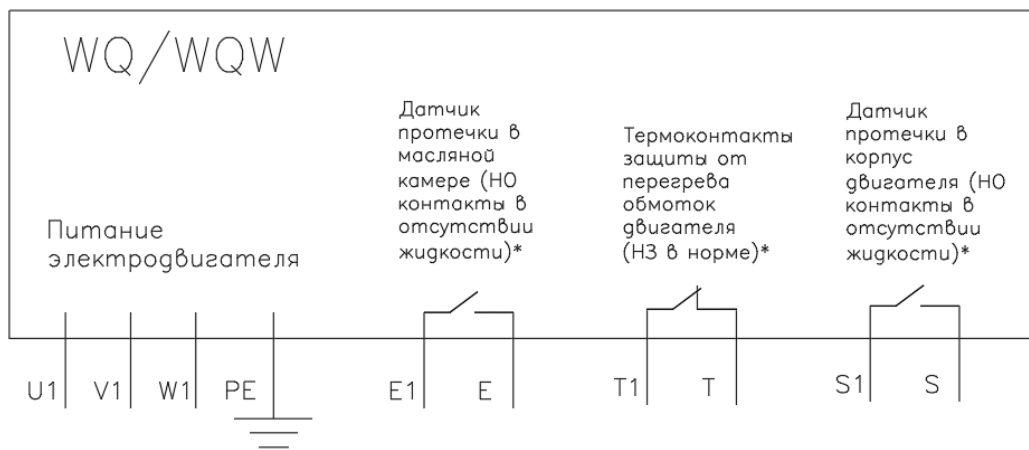 WQ/WQW
Питание
электродвигателя
Датчик
протечки в
масляной
камере (НО
контакты в
отсутствии
жидкости)*
Термоконтакты
защиты от
перегрева
обмоток
двигателя
(НЗ в норме)*
Датчик
протечки в
корпус
двигателя (НО
контакты в
отсутствии
жидкости)*
U1 V1 W1 PE E1 E T1 T S1 S